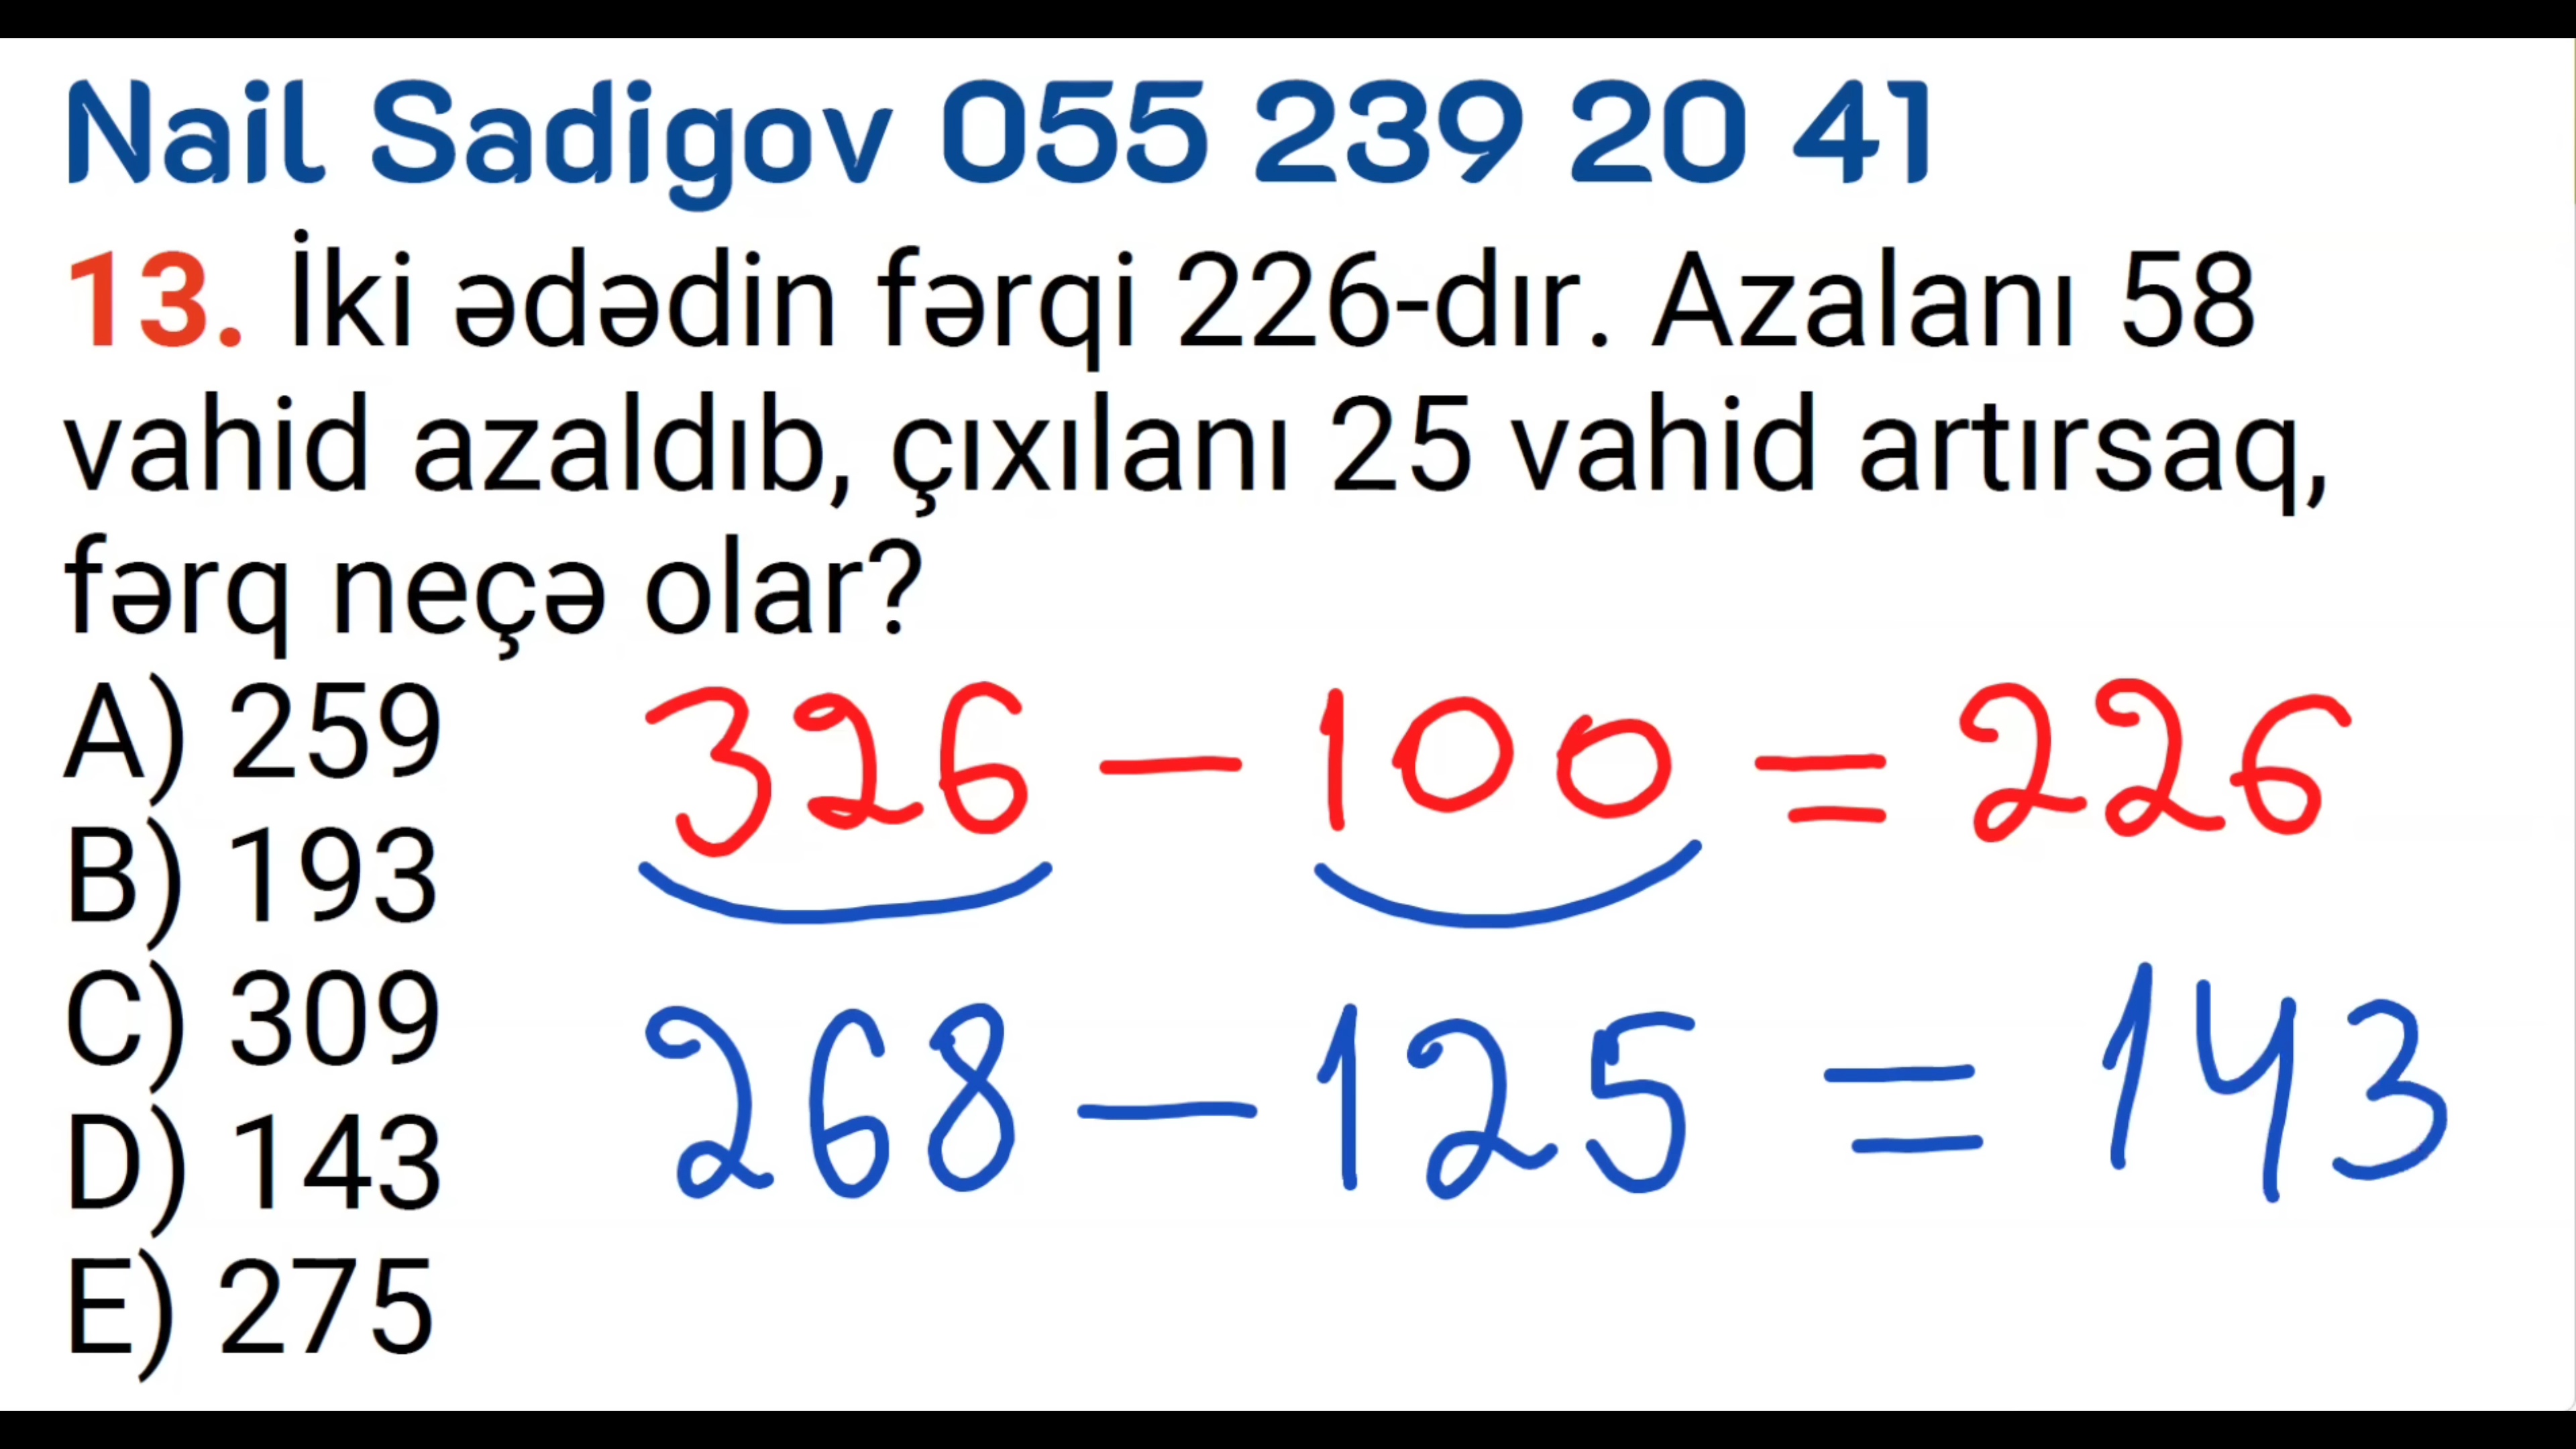 Nail Sadigov 055 239 20 41
13. İki ədədin fərqi 226-dır. Azalanı 58
vahid azaldıb, çıxılanı 25 vahid artırsaq,
fərq neçə olar?
A) 259
326 - 100 = 226
B) 193
C) 309
268 - 125 = 143
D) 143
E) 275